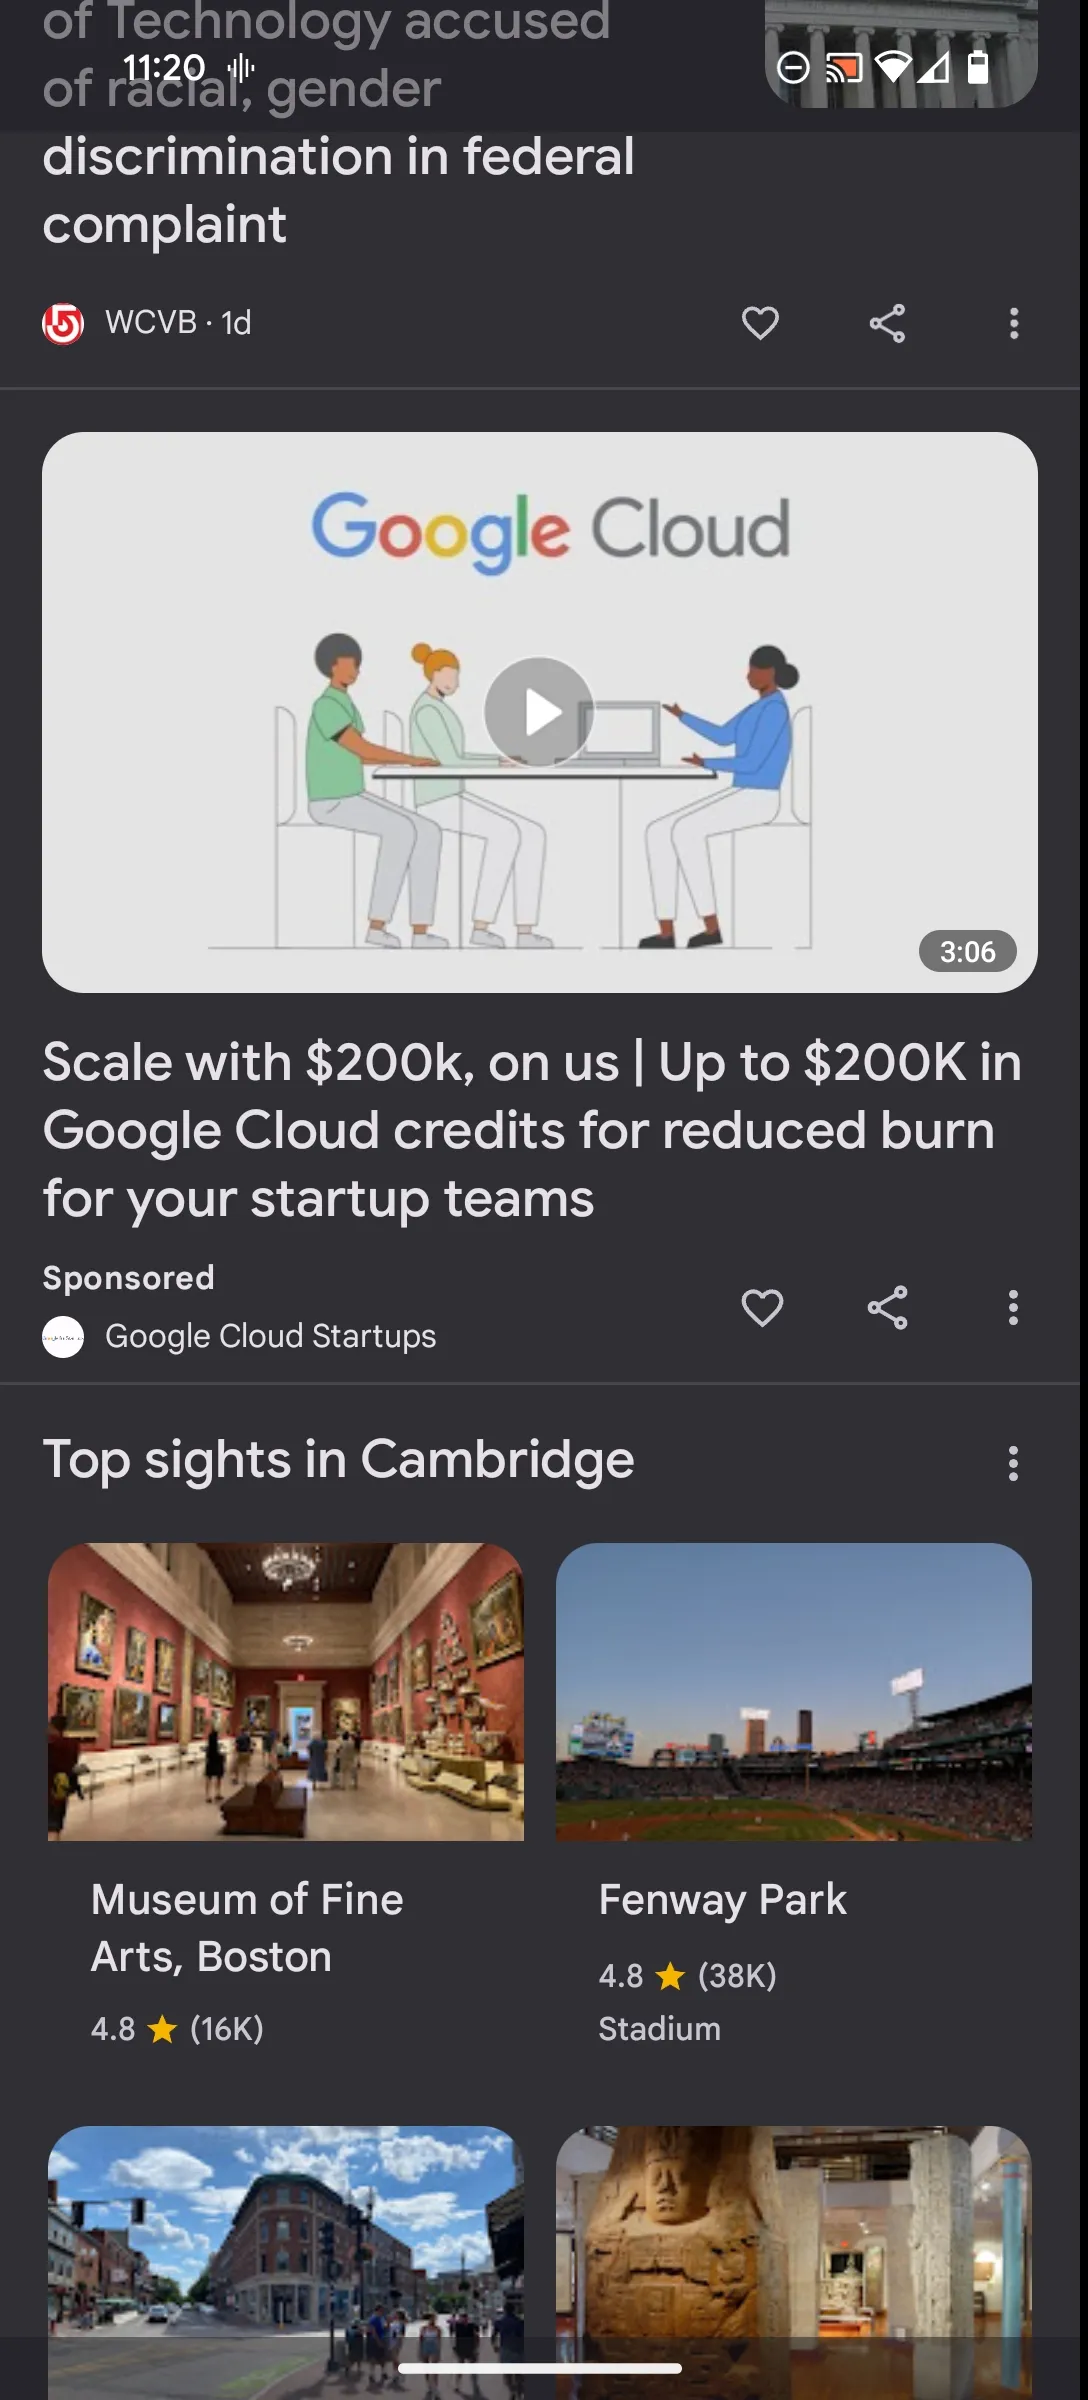 of Technology accused
11:20
of racial, gender
discrimination in federal
complaint
WCVB · 1d
Google Cloud
3:06
Scale with $200k, on us | Up to $200K in
Google Cloud credits for reduced burn
for your startup teams
Sponsored
Google Cloud Startups
Top sights in Cambridge
Museum of Fine
Arts, Boston
4.8 ★ (16K)
Fenway Park
4.8 ★ (38K)
Stadium